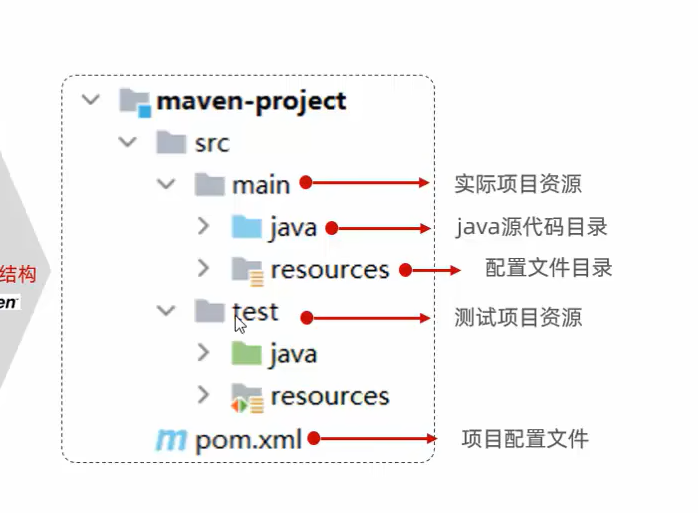 maven-project
src
main 实际项目资源
java java源代码目录
resources 配置文件目录
结构
en
test 测试项目资源
java
resources
pom.xml 项目配置文件